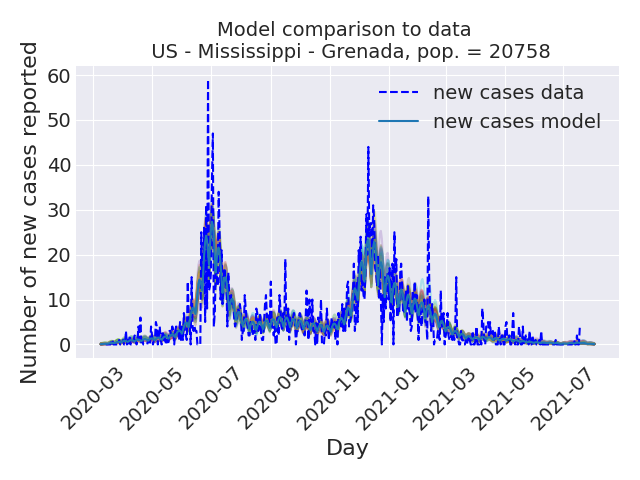 Model comparison to data
US - Mississippi - Grenada, pop. = 20758
Number of new cases reported
60
50
40
30
20
10
0
new cases data
new cases model
2020-03
2020-05
2020-07
2020-09
2020-11
2021-01
2021-03
2021-05
2021-07
Day